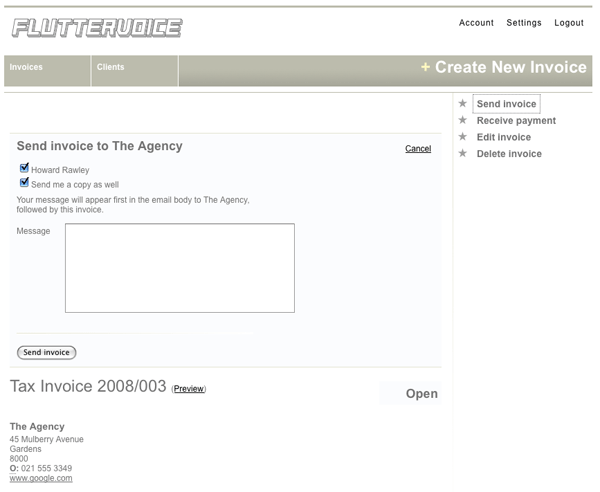 FLUTTERVOICE
Account Settings Logout
Invoices Clients
+ Create New Invoice
Send invoice
Receive payment
Edit invoice
Delete invoice
Send invoice to The Agency
Cancel
Howard Rawley
Send me a copy as well
Your message will appear first in the email body to The Agency,
followed by this invoice.
Message
Send invoice
Tax Invoice 2008/003 (Preview)
Open
The Agency
45 Mulberry Avenue
Gardens
8000
O: 021 555 3349
www.google.com